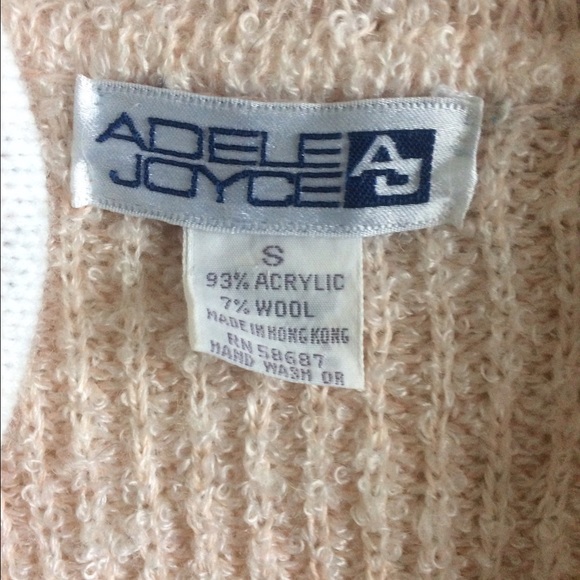 ADELE
JOYCE
AJ
S
93% ACRYLIC
7% WOOL
MADE IN HONG KONG
RN 58687
HAND WASH OR